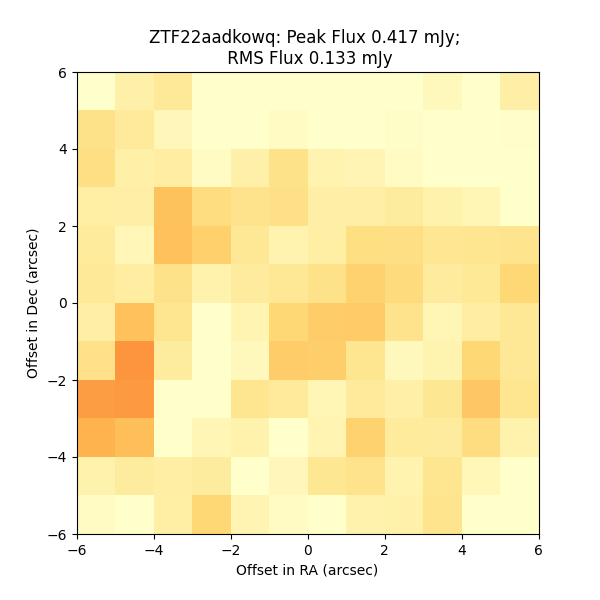 ZTF22aadkowq: Peak Flux 0.417 mJy;
RMS Flux 0.133 mJy
6
4
2
0
−2
−4
−6
Offset in Dec (arcsec)
−6 −4 −2 0 2 4 6
Offset in RA (arcsec)